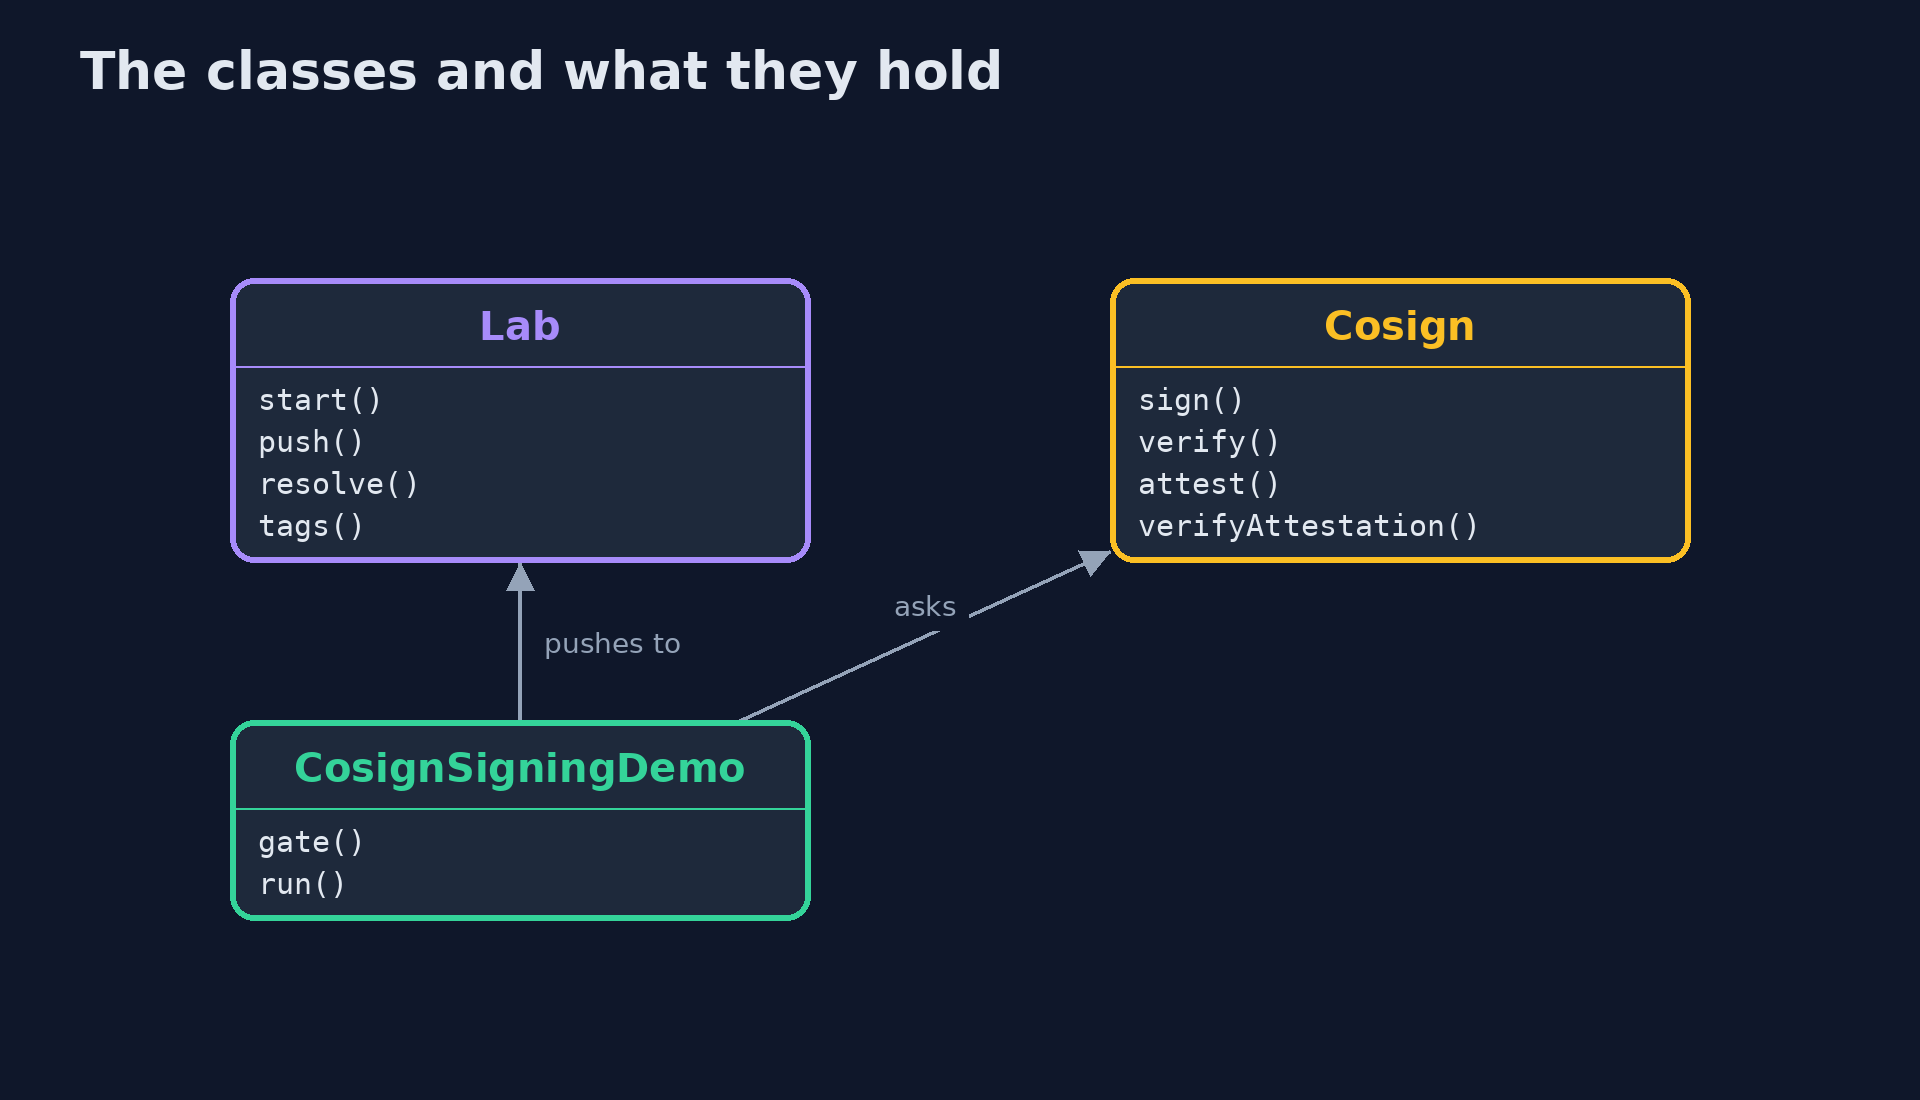 The classes and what they hold
Lab
start()
push()
resolve()
tags()
Cosign
sign()
verify()
attest()
verifyAttestation()
asks
pushes to
CosignSigningDemo
gate()
run()